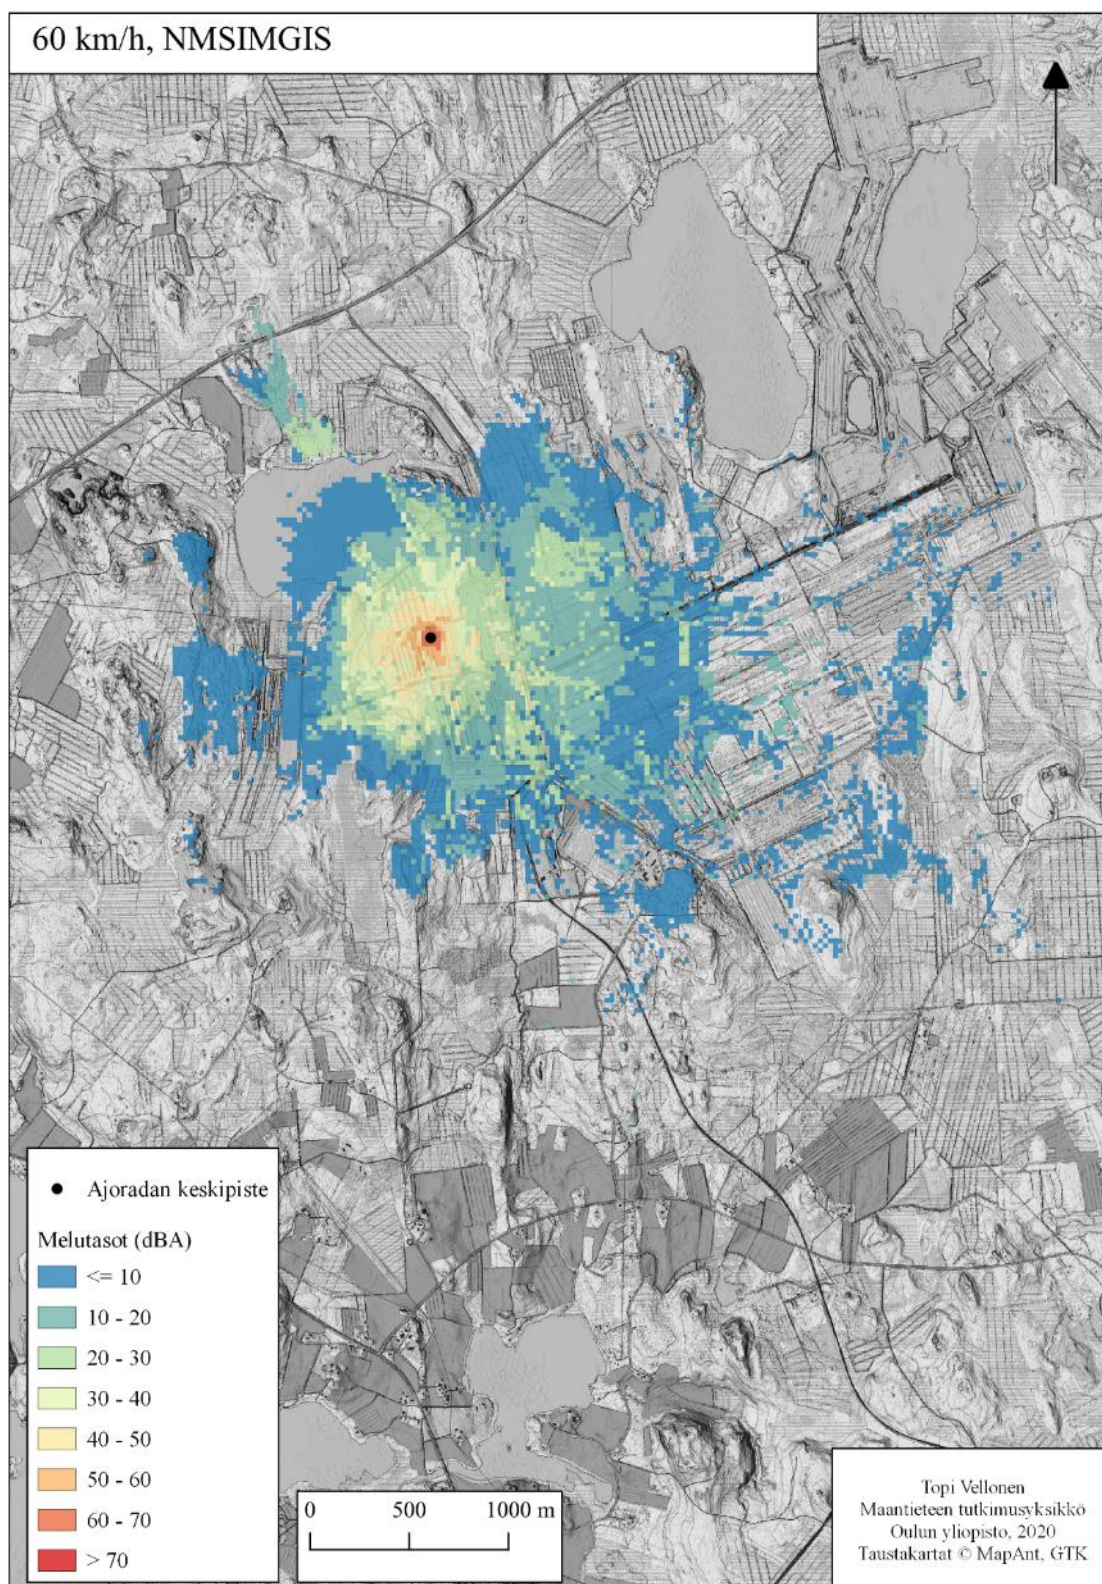 60 km/h, NMSIMGIS
Ajoradan keskipiste
Melutasot (dBA)
<= 10
10 - 20
20 - 30
30 - 40
40 - 50
50 - 60
60 - 70
> 70
0 500 1000 m
Topi Vellonen
Maantieteen tutkimusyksikkö
Oulun yliopisto, 2020
Taustakartat © MapAnt, GTK